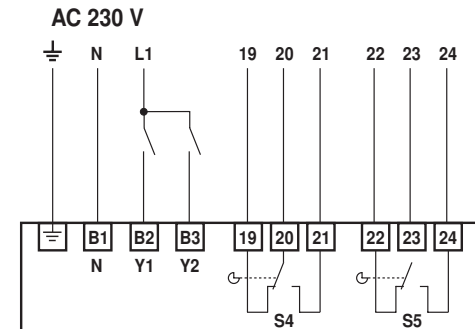 AC 230 V
N L1 19 20 21 22 23 24
B1 B2 B3 19 20 21 22 23 24
N Y1 Y2
S4 S5